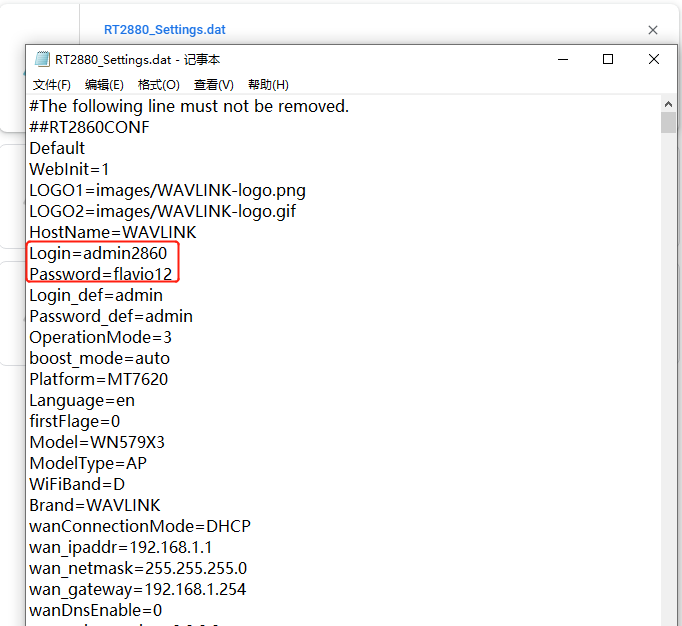 RT2880_Settings.dat
RT2880_Settings.dat - 记事本
文件(F) 编辑(E) 格式(O) 查看(V) 帮助(H)
#The following line must not be removed.
##RT2860CONF
Default
WebInit=1
LOGO1=images/WAVLINK-logo.png
LOGO2=images/WAVLINK-logo.gif
HostName=WAVLINK
Login=admin2860
Password=flavio12
Login_def=admin
Password_def=admin
OperationMode=3
boost_mode=auto
Platform=MT7620
Language=en
firstFlage=0
Model=WN579X3
ModelType=AP
WiFiBand=D
Brand=WAVLINK
wanConnectionMode=DHCP
wan_ipaddr=192.168.1.1
wan_netmask=255.255.255.0
wan_gateway=192.168.1.254
wanDnsEnable=0